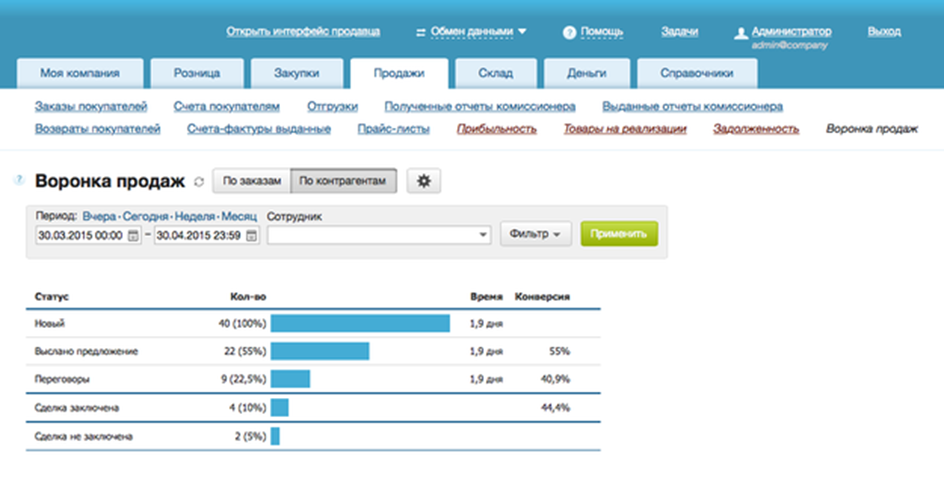 Открыть интерфейс продавца Обмен данными Помощь Задачи Администратор Выход
admin@company
Моя компания Розница Закупки Продажи Склад Деньги Справочники
Заказы покупателей Счета покупателям Отгрузки Полученные отчеты комиссионера Выданные отчеты комиссионера
Возвраты покупателей Счета-фактуры выданные Прайс-листы Прибыльность Товары на реализации Задолженность Воронка продаж
? Воронка продаж По заказам По контрагентам
Период: Вчера · Сегодня · Неделя · Месяц Сотрудник
30.03.2015 00:00 – 30.04.2015 23:59 Фильтр Применить
Статус Кол-во Время Конверсия
Новый 40 (100%) 1,9 дня
Выслано предложение 22 (55%) 1,9 дня 55%
Переговоры 9 (22,5%) 1,9 дня 40,9%
Сделка заключена 4 (10%) 44,4%
Сделка не заключена 2 (5%)